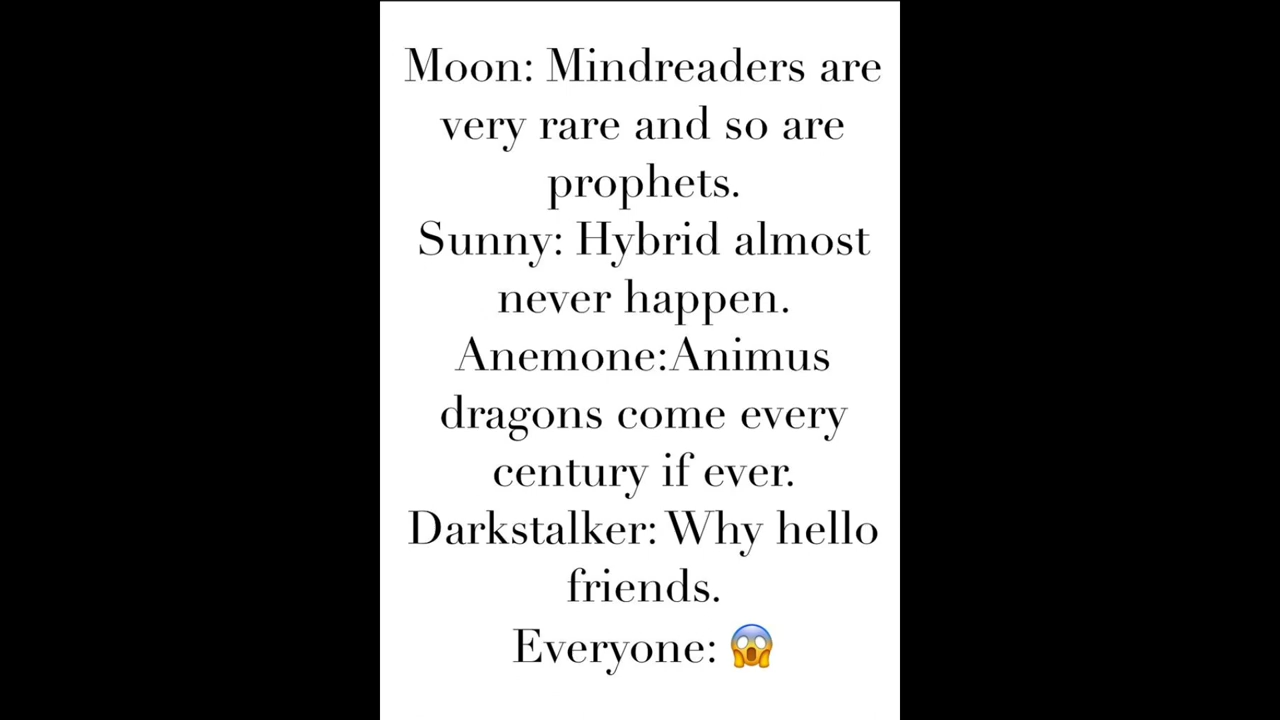 Moon: Mindreaders are
very rare and so are
prophets.
Sunny: Hybrid almost
never happen.
Anemone:Animus
dragons come every
century if ever.
Darkstalker: Why hello
friends.
Everyone: 😱